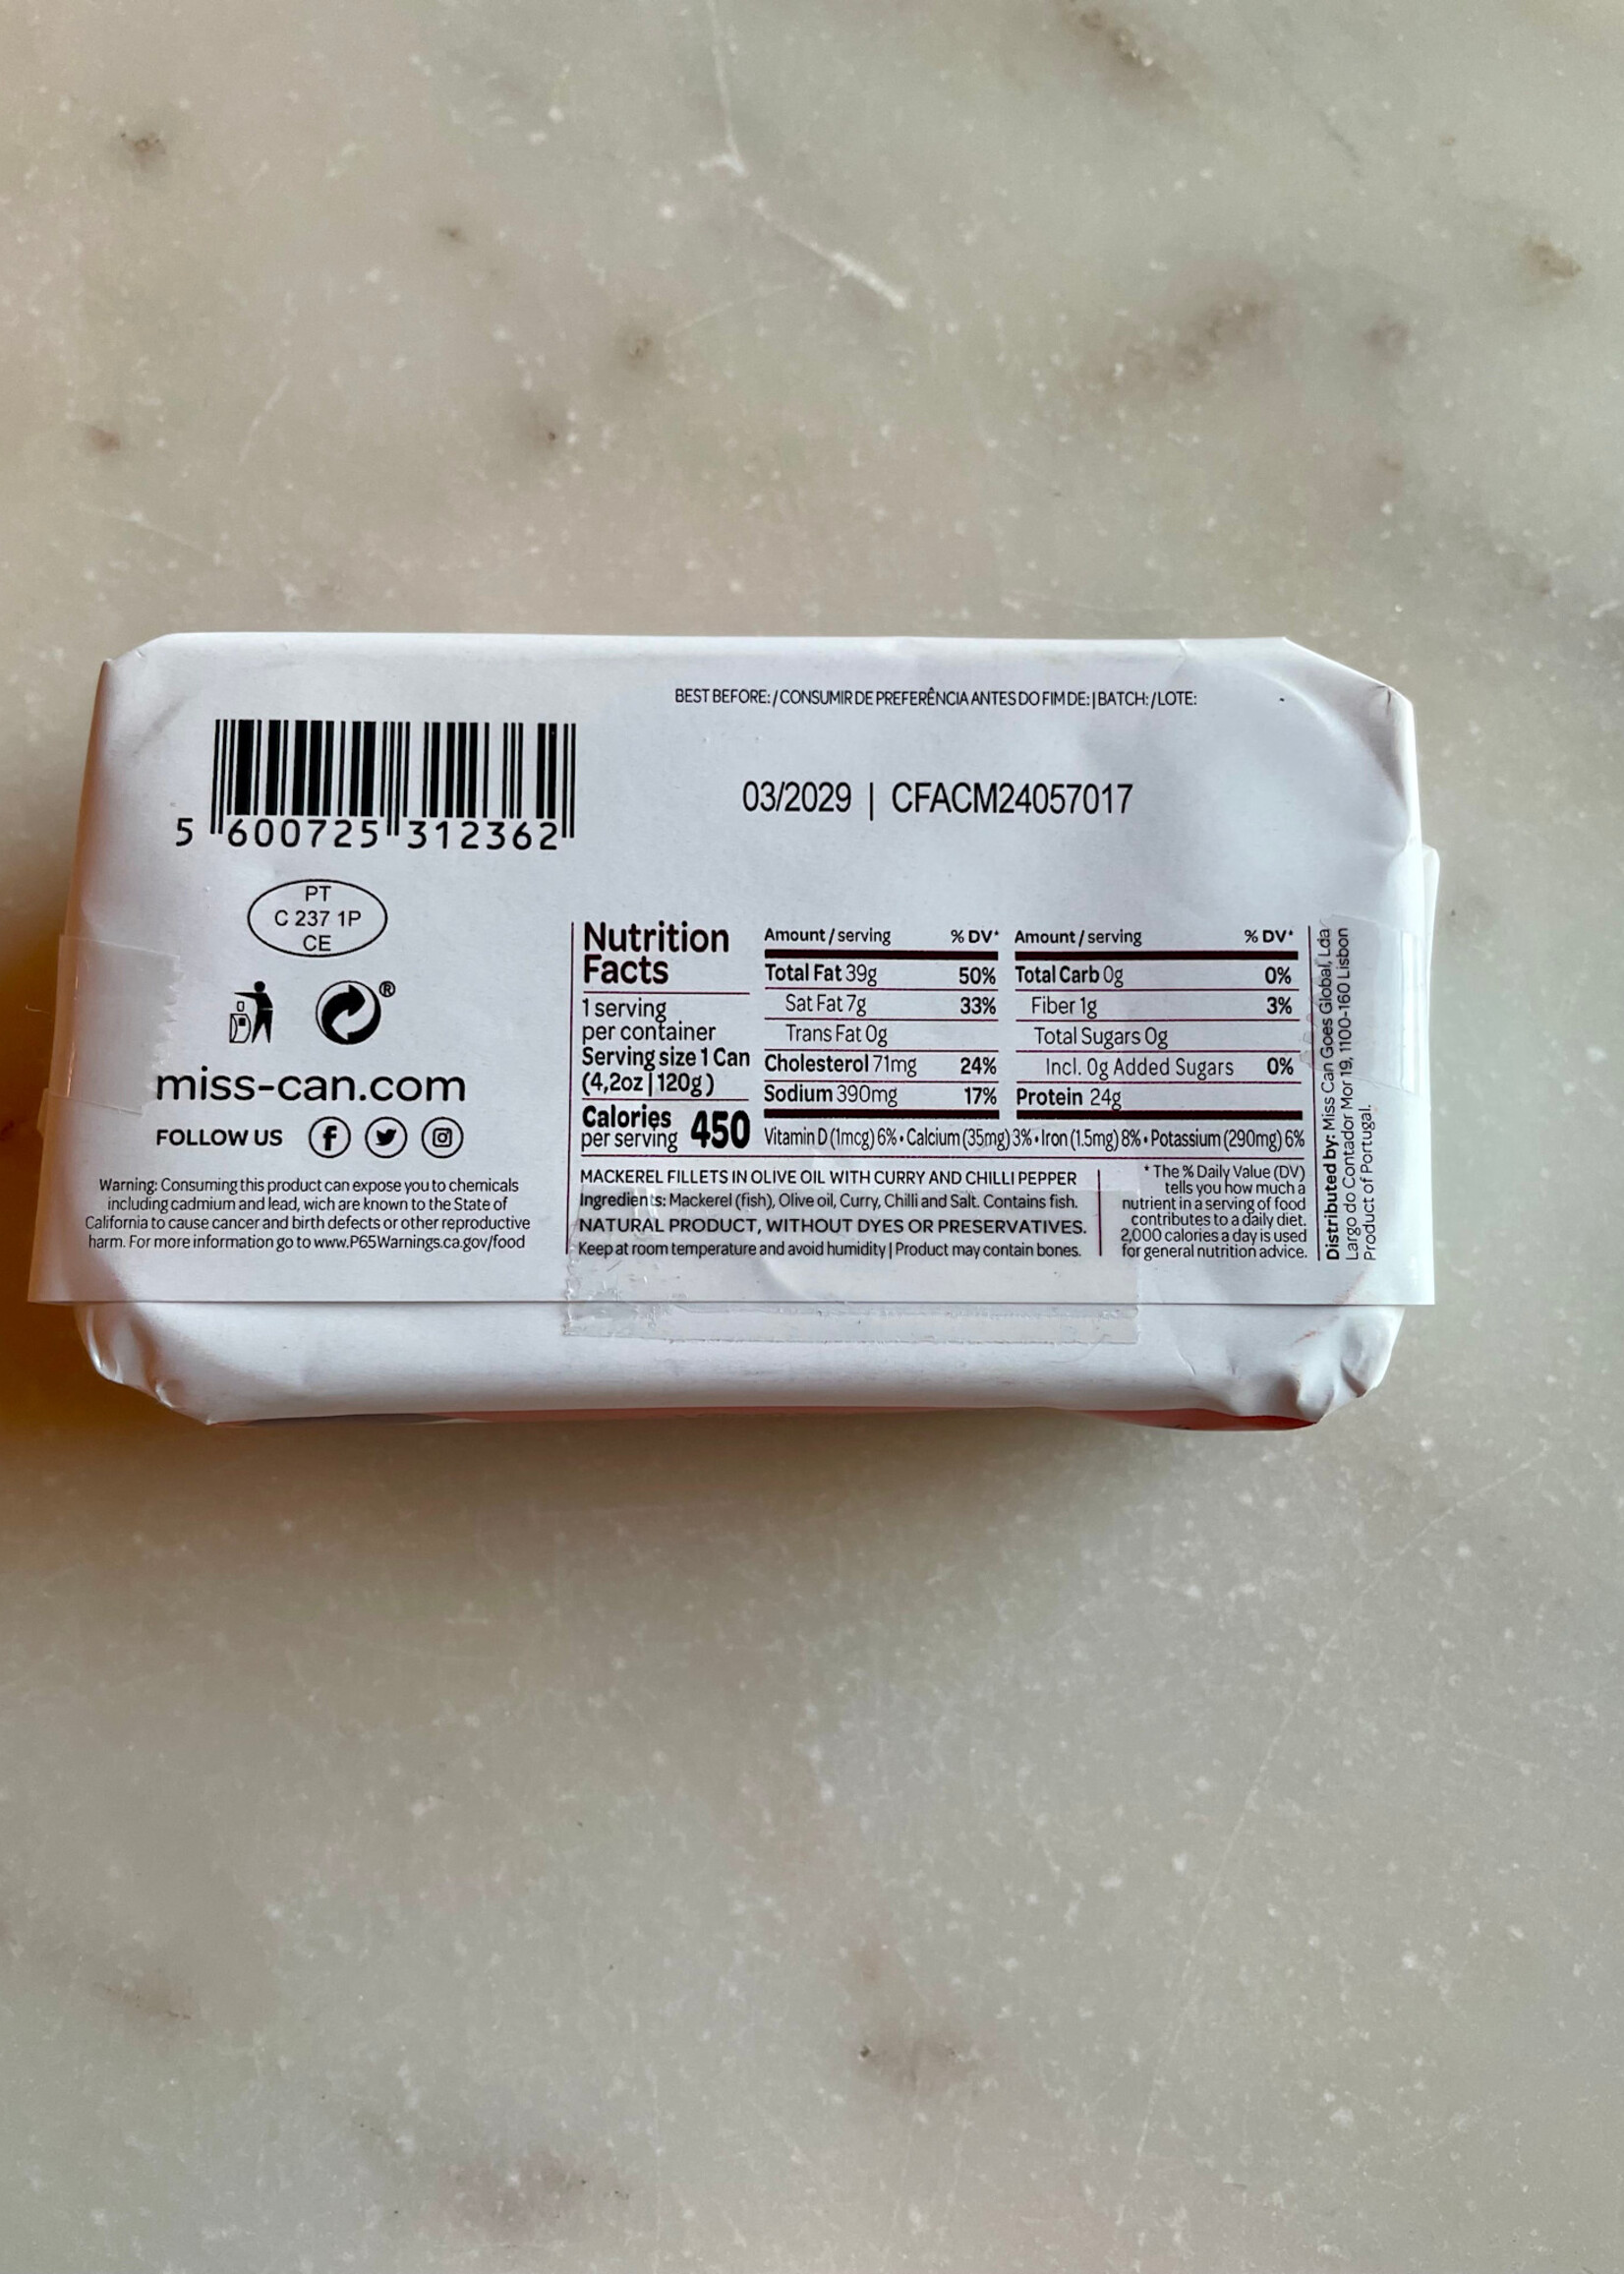 BEST BEFORE: / CONSUMIR DE PREFERÊNCIA ANTES DO FIM DE: | BATCH: / LOTE:
03/2029 | CFACM24057017
5 600725 312362
PT
C 237 1P
CE
®
miss-can.com
FOLLOW US
Warning: Consuming this product can expose you to chemicals
including cadmium and lead, wich are known to the State of
California to cause cancer and birth defects or other reproductive
harm. For more information go to www.P65Warnings.ca.gov/food
Nutrition
Facts
1 serving
per container
Serving size 1 Can
(4,2oz | 120g)
Calories
per serving 450
Amount / serving % DV*
Total Fat 39g 50%
Sat Fat 7g 33%
Trans Fat 0g
Cholesterol 71mg 24%
Sodium 390mg 17%
Amount / serving % DV*
Total Carb 0g 0%
Fiber 1g 3%
Total Sugars 0g
Incl. 0g Added Sugars 0%
Protein 24g
Vitamin D (1mcg) 6% • Calcium (35mg) 3% • Iron (1.5mg) 8% • Potassium (290mg) 6%
MACKEREL FILLETS IN OLIVE OIL WITH CURRY AND CHILLI PEPPER
Ingredients: Mackerel (fish), Olive oil, Curry, Chilli and Salt. Contains fish.
NATURAL PRODUCT, WITHOUT DYES OR PRESERVATIVES.
Keep at room temperature and avoid humidity | Product may contain bones.
* The % Daily Value (DV)
tells you how much a
nutrient in a serving of food
contributes to a daily diet.
2,000 calories a day is used
for general nutrition advice.
Distributed by: Miss Can Goes Global, Lda
Largo do Contador Mor 19, 1100-160 Lisbon
Product of Portugal.